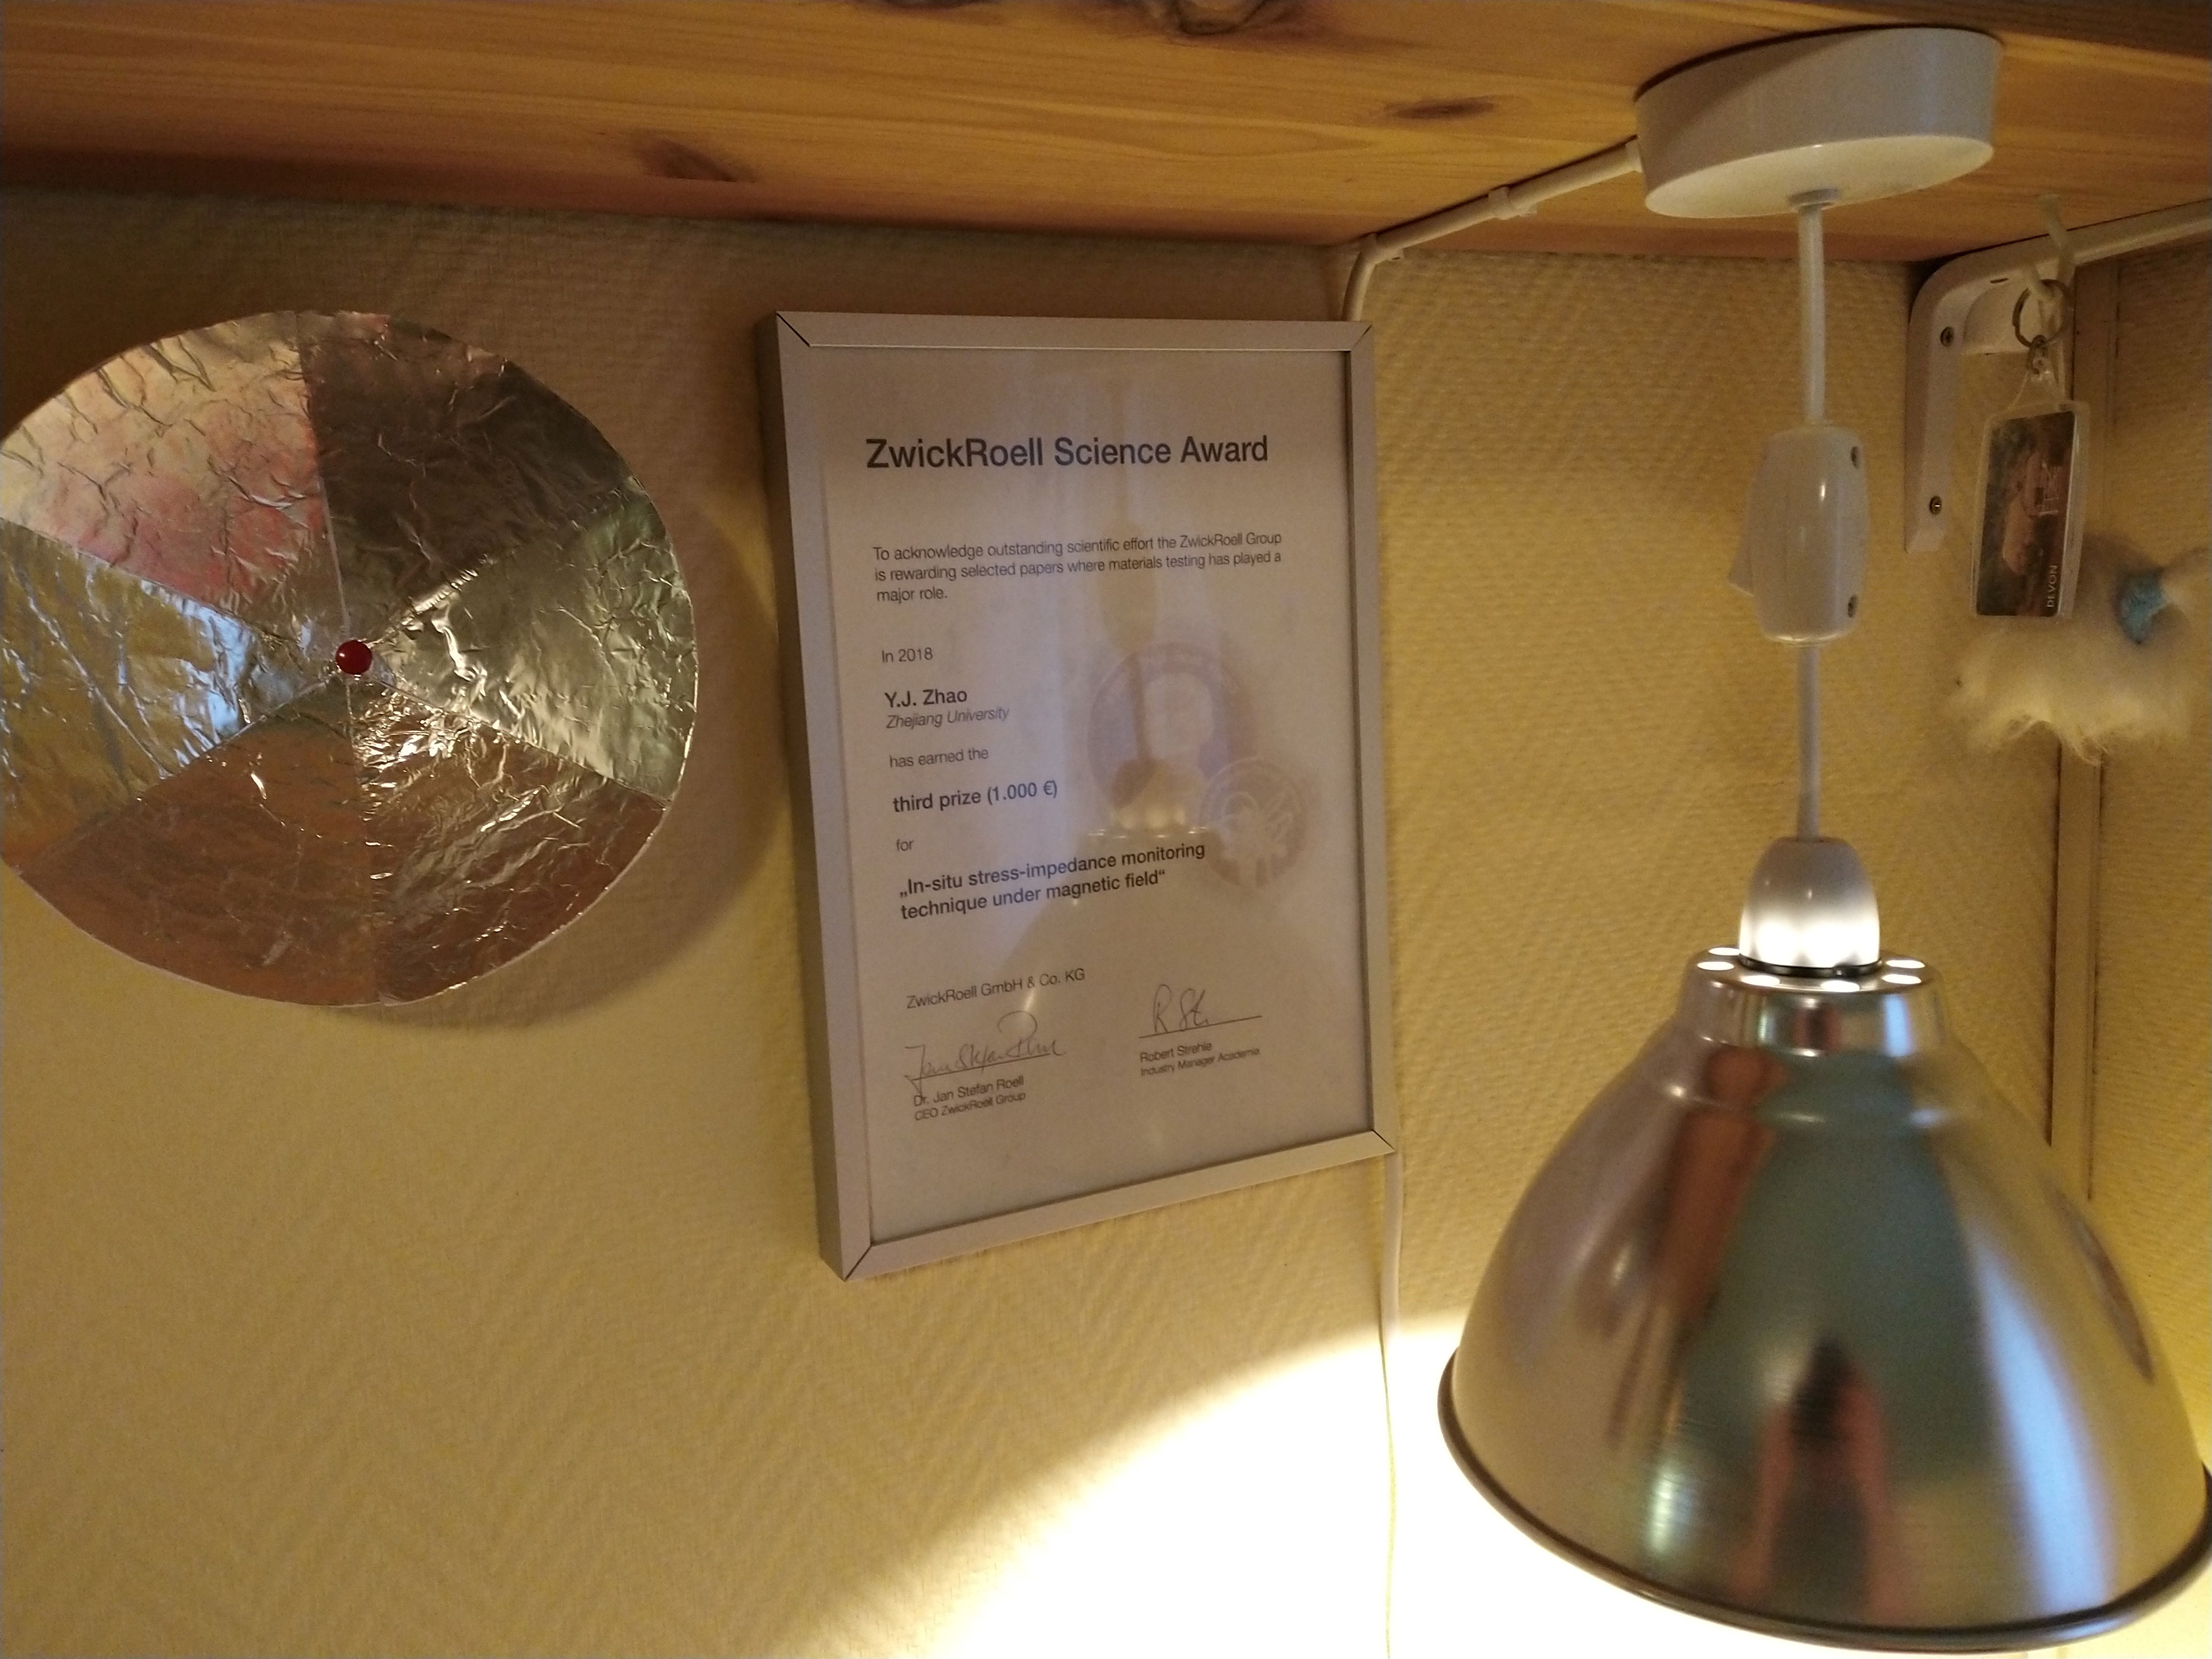 ZwickRoell Science Award
To acknowledge outstanding scientific effort the ZwickRoell Group
is rewarding selected papers where materials testing has played a
major role.
In 2018
Y.J. Zhao
Zhejiang University
has earned the
third prize (1.000 €)
for
„In-situ stress-impedance monitoring
technique under magnetic field“
ZwickRoell GmbH & Co. KG
R St.
Dr. Jan Stefan Roell
CEO ZwickRoell Group
Robert Strehle
Industry Manager Academia
DEVON